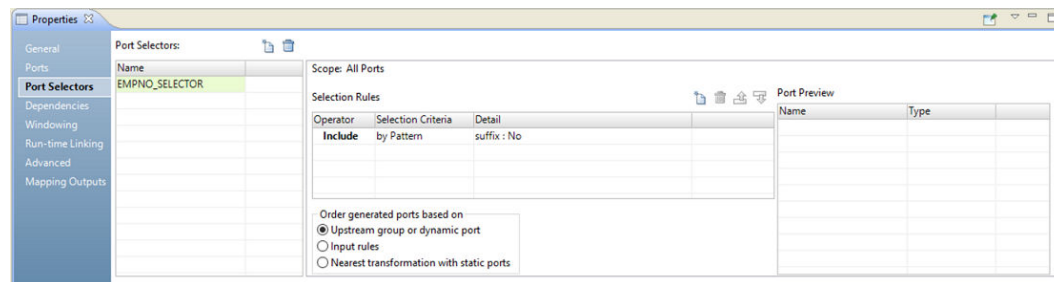 Properties
General
Ports
Port Selectors
Dependencies
Windowing
Run-time Linking
Advanced
Mapping Outputs
Port Selectors:
Name
EMPNO_SELECTOR
Scope: All Ports
Selection Rules
Operator Selection Criteria Detail
Include by Pattern suffix : No
Order generated ports based on
Upstream group or dynamic port
Input rules
Nearest transformation with static ports
Port Preview
Name Type